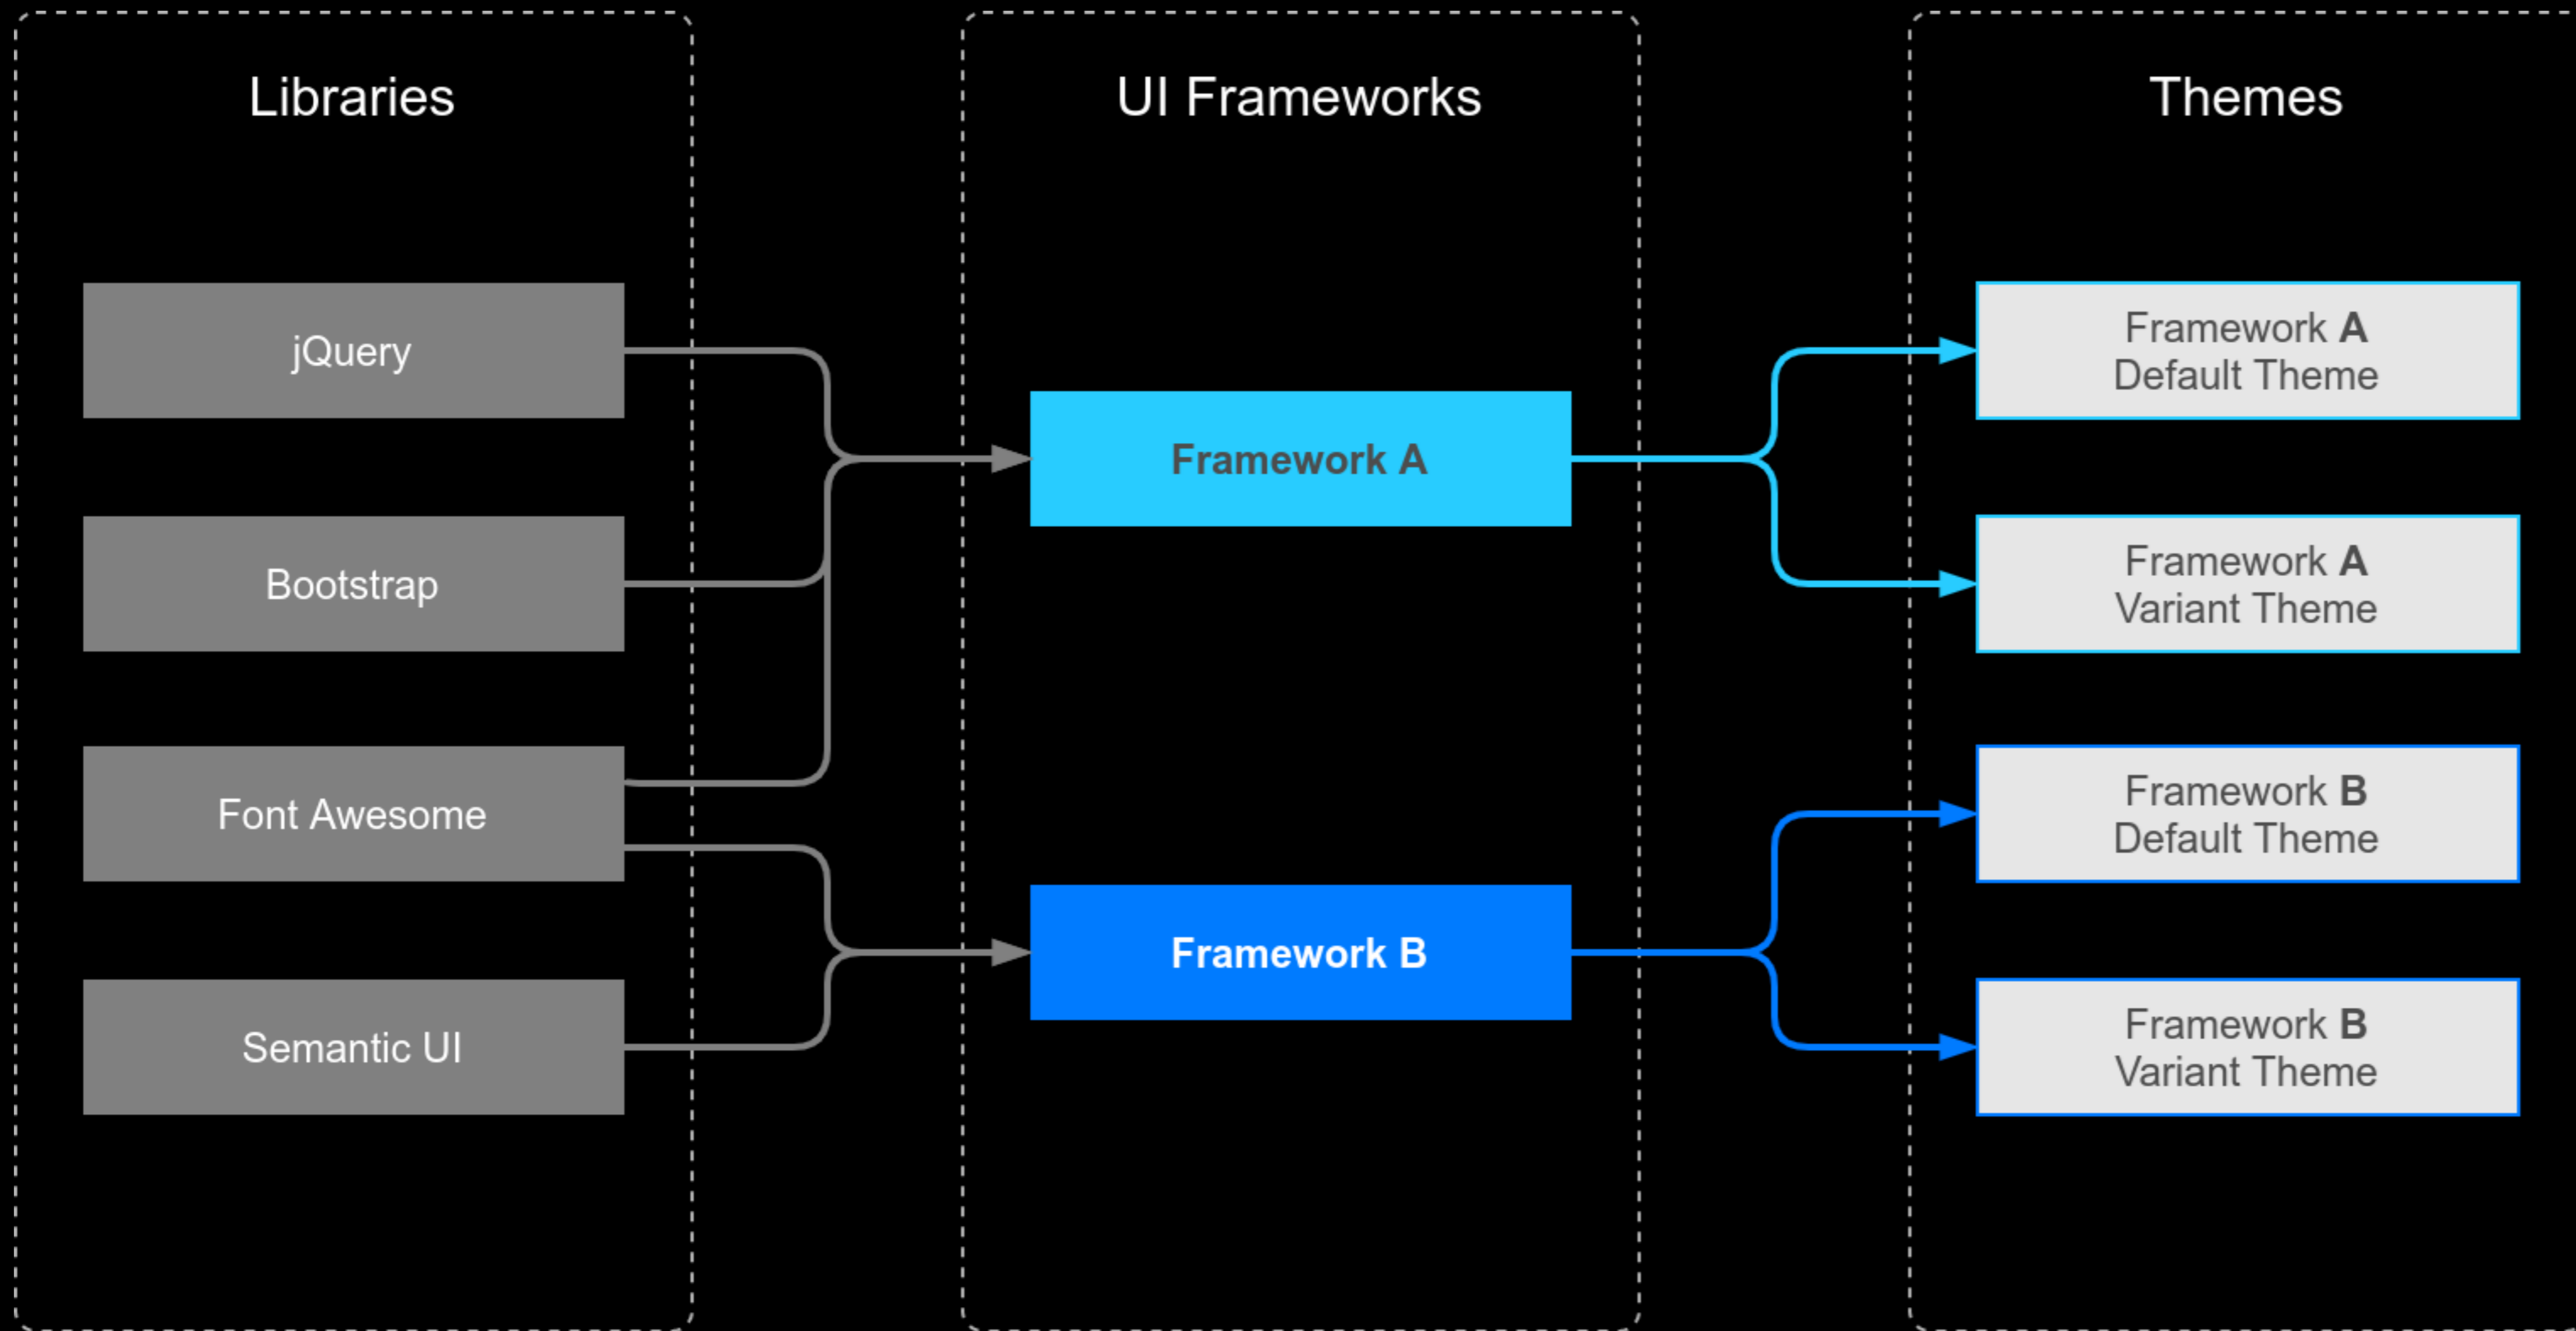 Libraries
UI Frameworks
Themes
jQuery
Bootstrap
Font Awesome
Semantic UI
Framework A
Framework B
Framework A
Default Theme
Framework A
Variant Theme
Framework B
Default Theme
Framework B
Variant Theme